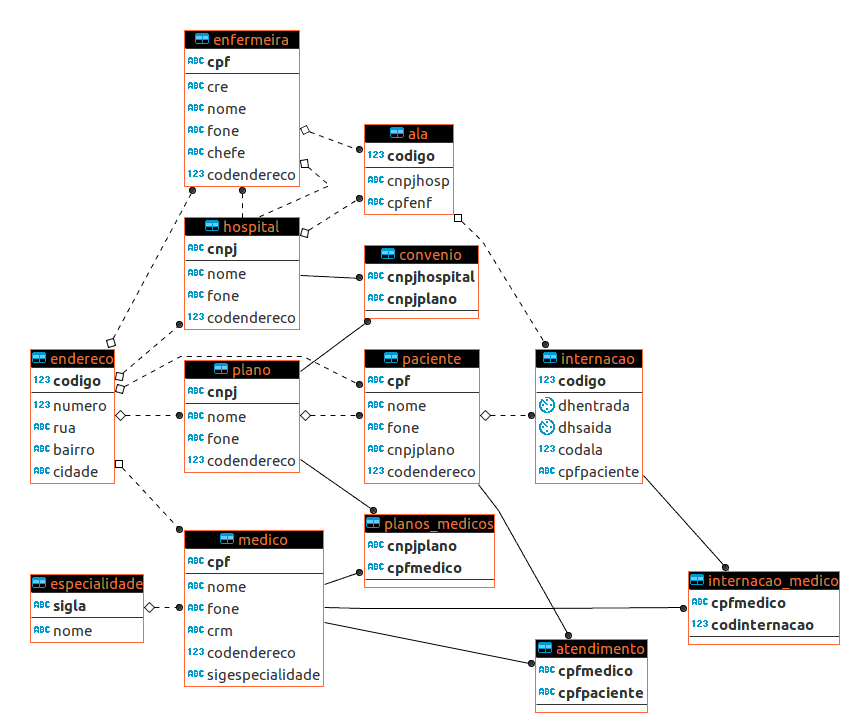 enfermeira
ABC cpf
ABC cre
ABC nome
ABC fone
ABC chefe
123 codendereco
ala
123 codigo
ABC cnpjhosp
ABC cpfenf
hospital
ABC cnpj
ABC nome
ABC fone
123 codendereco
convenio
ABC cnpjhospital
ABC cnpjplano
endereco
123 codigo
123 numero
ABC rua
ABC bairro
ABC cidade
plano
ABC cnpj
ABC nome
ABC fone
123 codendereco
paciente
ABC cpf
ABC nome
ABC fone
ABC cnpjplano
123 codendereco
internacao
123 codigo
dhentrada
dhsaida
123 codala
ABC cpfpaciente
planos_medicos
ABC cnpjplano
ABC cpfmedico
medico
ABC cpf
ABC nome
ABC fone
ABC crm
123 codendereco
ABC sigespecialidade
especialidade
ABC sigla
ABC nome
internacao_medico
ABC cpfmedico
123 codinternacao
atendimento
ABC cpfmedico
ABC cpfpaciente